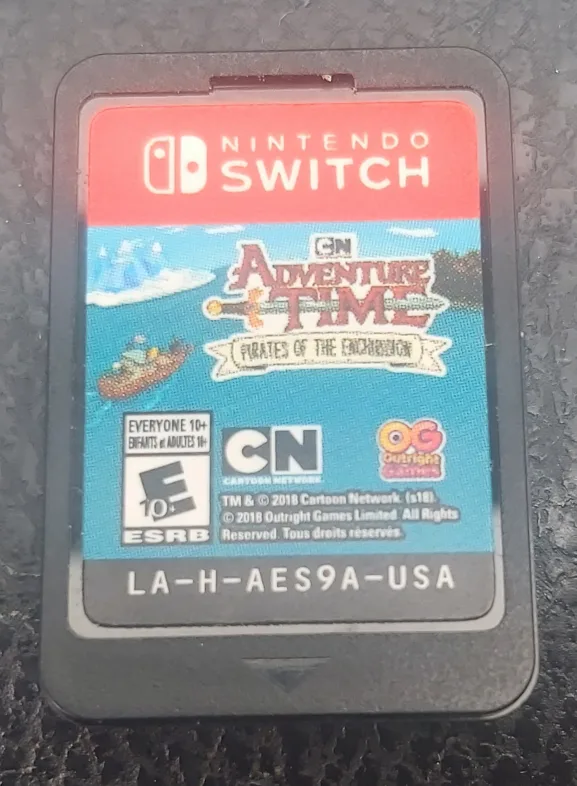 NINTENDO
SWITCH
CN
ADVENTURE
TIME
PIRATES OF THE ENCHIRIDION
EVERYONE 10+
ENFANTS et ADULTES 10+
E
10+
ESRB
CN
CARTOON NETWORK
OG
Outright
GAMES
TM & © 2018 Cartoon Network. (s18).
© 2018 Outright Games Limited. All Rights
Reserved. Tous droits réservés.
LA-H-AES9A-USA